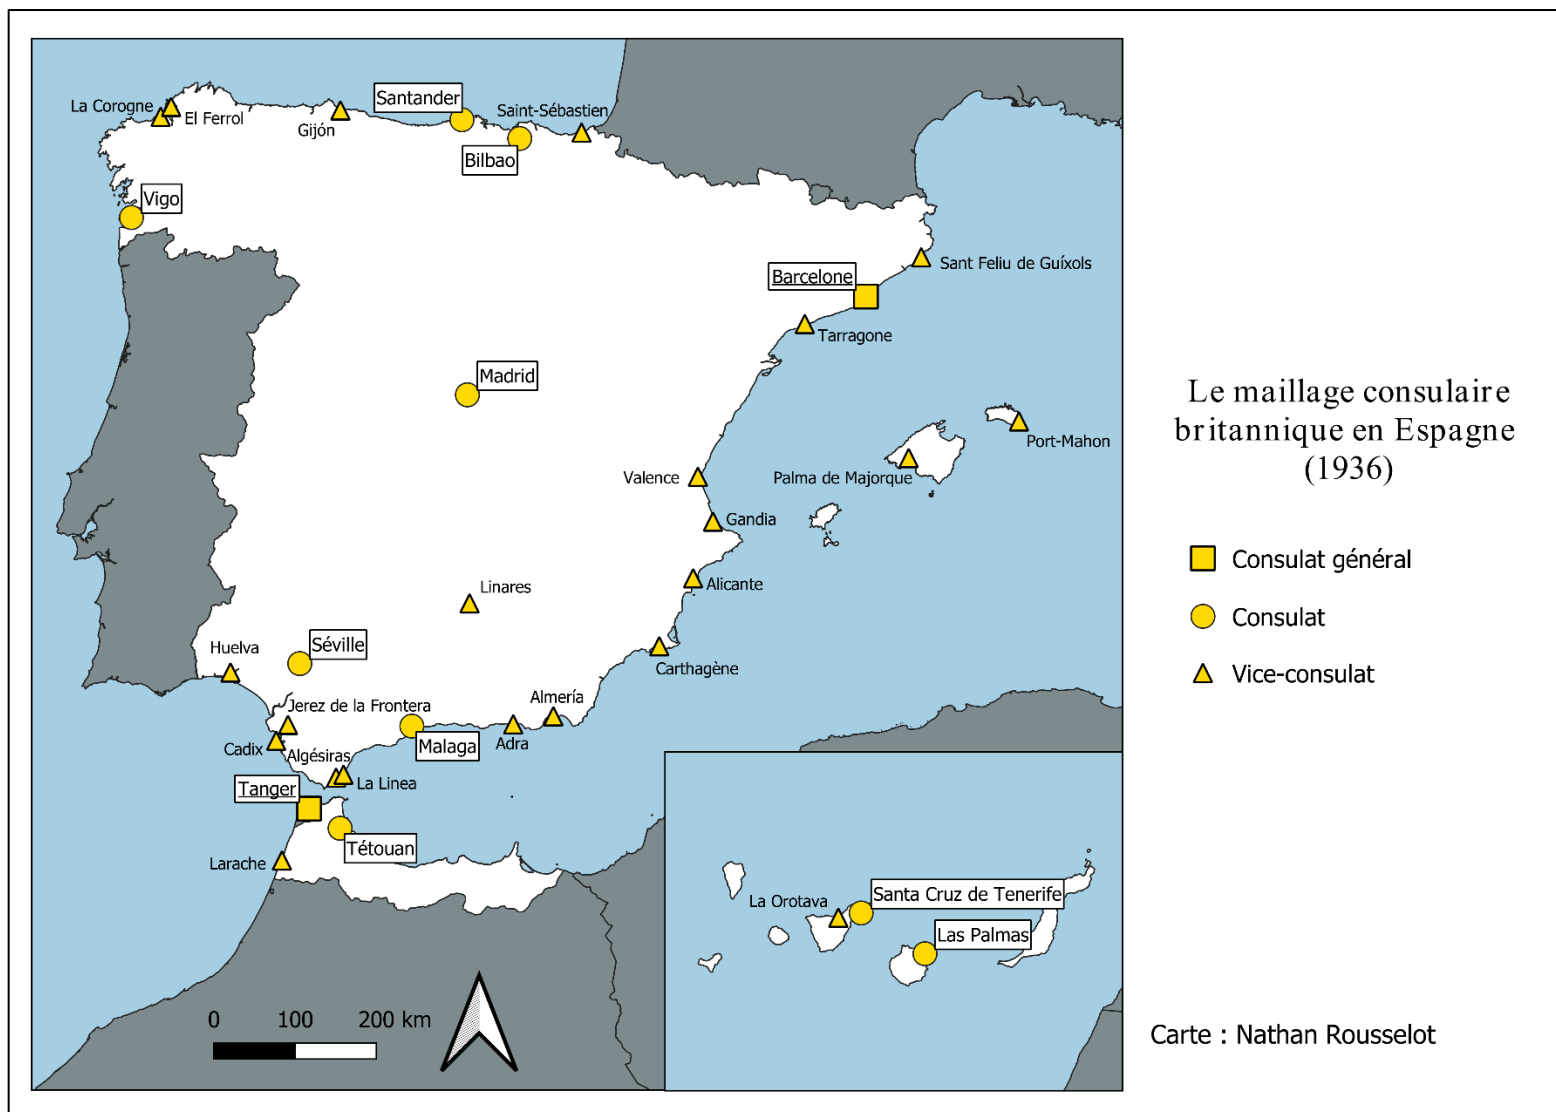 La Corogne
El Ferrol
Gijón
Santander
Saint-Sébastien
Bilbao
Vigo
Sant Feliu de Guíxols
Barcelone
Tarragone
Madrid
Port-Mahon
Palma de Majorque
Valence
Gandia
Alicante
Linares
Carthagène
Séville
Huelva
Jerez de la Frontera
Almería
Cadix
Algésiras
Malaga
Adra
La Linea
Tanger
Tétouan
Larache
La Orotava
Santa Cruz de Tenerife
Las Palmas
0 100 200 km
Le maillage consulaire
britannique en Espagne
(1936)
Consulat général
Consulat
Vice-consulat
Carte : Nathan Rousselot